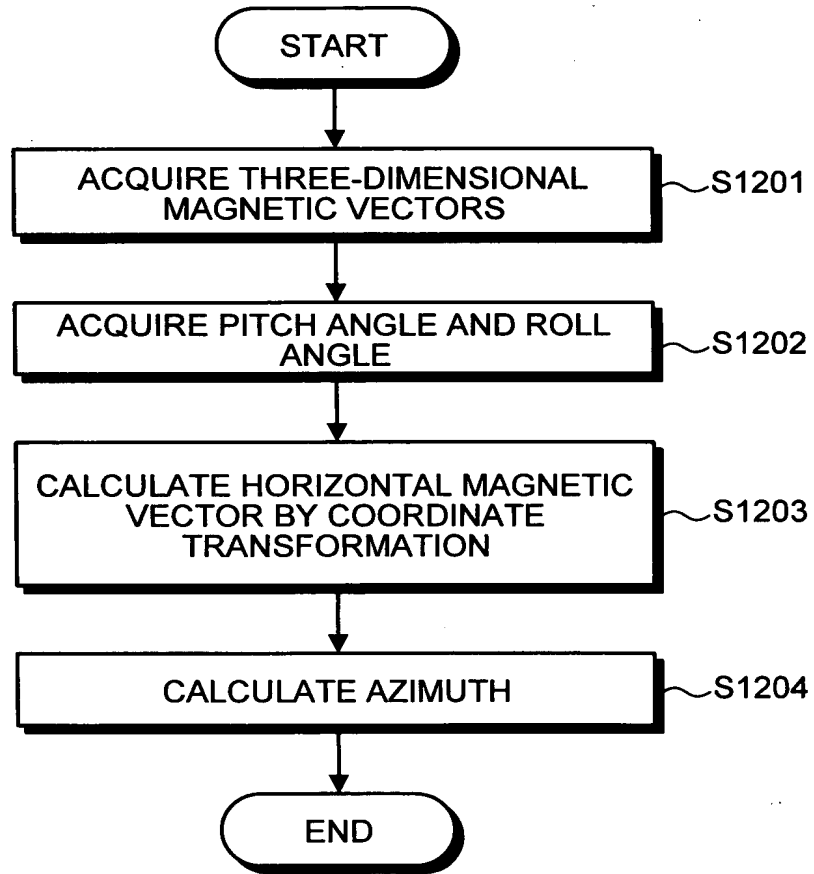 START
ACQUIRE THREE-DIMENSIONAL
MAGNETIC VECTORS
S1201
ACQUIRE PITCH ANGLE AND ROLL
ANGLE
S1202
CALCULATE HORIZONTAL MAGNETIC
VECTOR BY COORDINATE
TRANSFORMATION
S1203
CALCULATE AZIMUTH
S1204
END